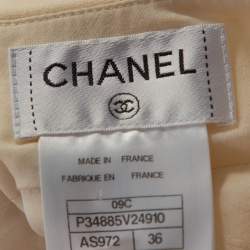 CHANEL
MADE IN FRANCE
FABRIQUE EN FRANCE
09C
P34885V24910
AS972 36